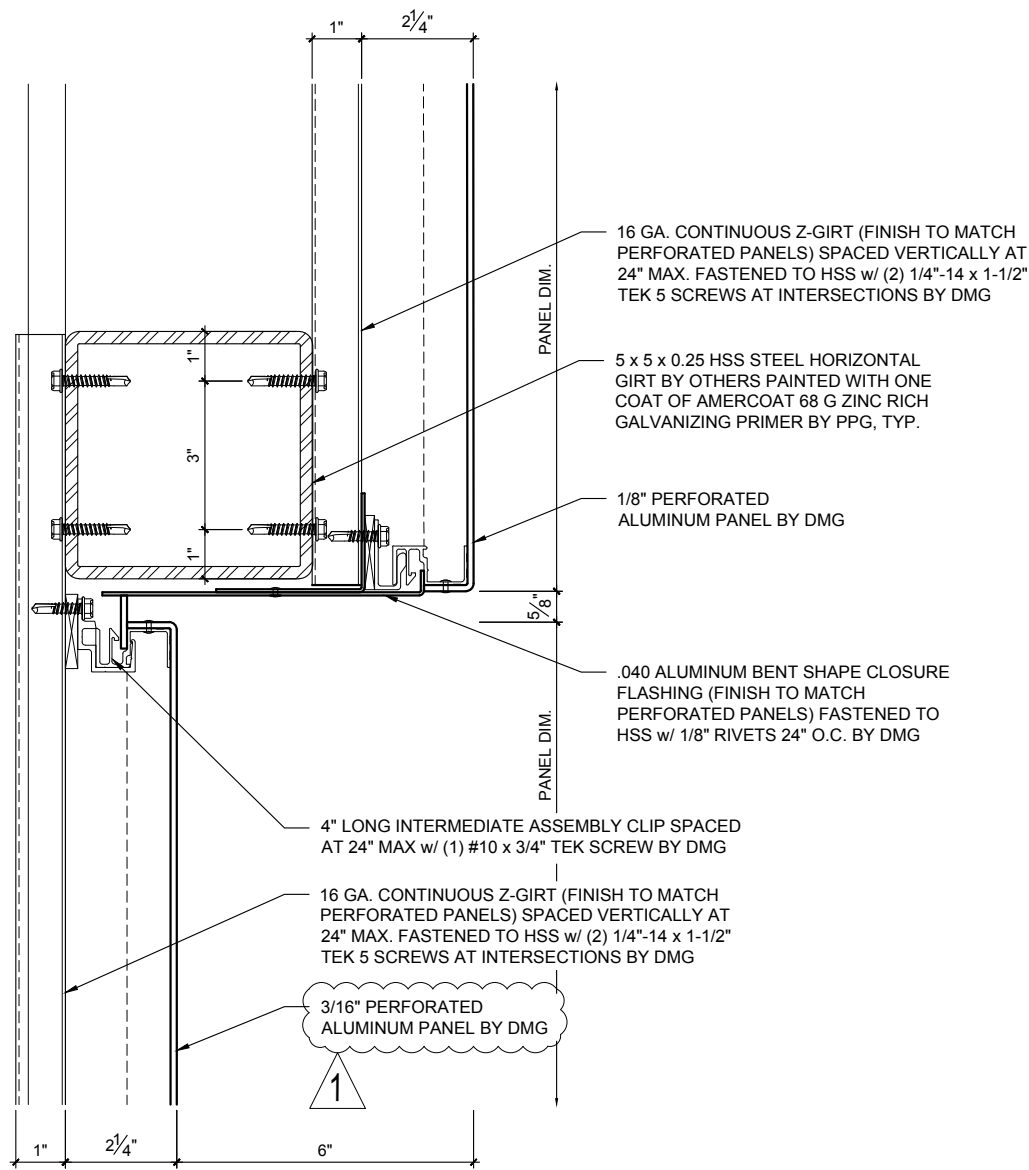 1"
2 1/4"
PANEL DIM.
16 GA. CONTINUOUS Z-GIRT (FINISH TO MATCH
PERFORATED PANELS) SPACED VERTICALLY AT
24" MAX. FASTENED TO HSS w/ (2) 1/4"-14 x 1-1/2"
TEK 5 SCREWS AT INTERSECTIONS BY DMG
1"
3"
1"
5 x 5 x 0.25 HSS STEEL HORIZONTAL
GIRT BY OTHERS PAINTED WITH ONE
COAT OF AMERCOAT 68 G ZINC RICH
GALVANIZING PRIMER BY PPG, TYP.
1/8" PERFORATED
ALUMINUM PANEL BY DMG
5/8"
.040 ALUMINUM BENT SHAPE CLOSURE
FLASHING (FINISH TO MATCH
PERFORATED PANELS) FASTENED TO
HSS w/ 1/8" RIVETS 24" O.C. BY DMG
PANEL DIM.
4" LONG INTERMEDIATE ASSEMBLY CLIP SPACED
AT 24" MAX w/ (1) #10 x 3/4" TEK SCREW BY DMG
16 GA. CONTINUOUS Z-GIRT (FINISH TO MATCH
PERFORATED PANELS) SPACED VERTICALLY AT
24" MAX. FASTENED TO HSS w/ (2) 1/4"-14 x 1-1/2"
TEK 5 SCREWS AT INTERSECTIONS BY DMG
3/16" PERFORATED
ALUMINUM PANEL BY DMG
1
1"
2 1/4"
6"